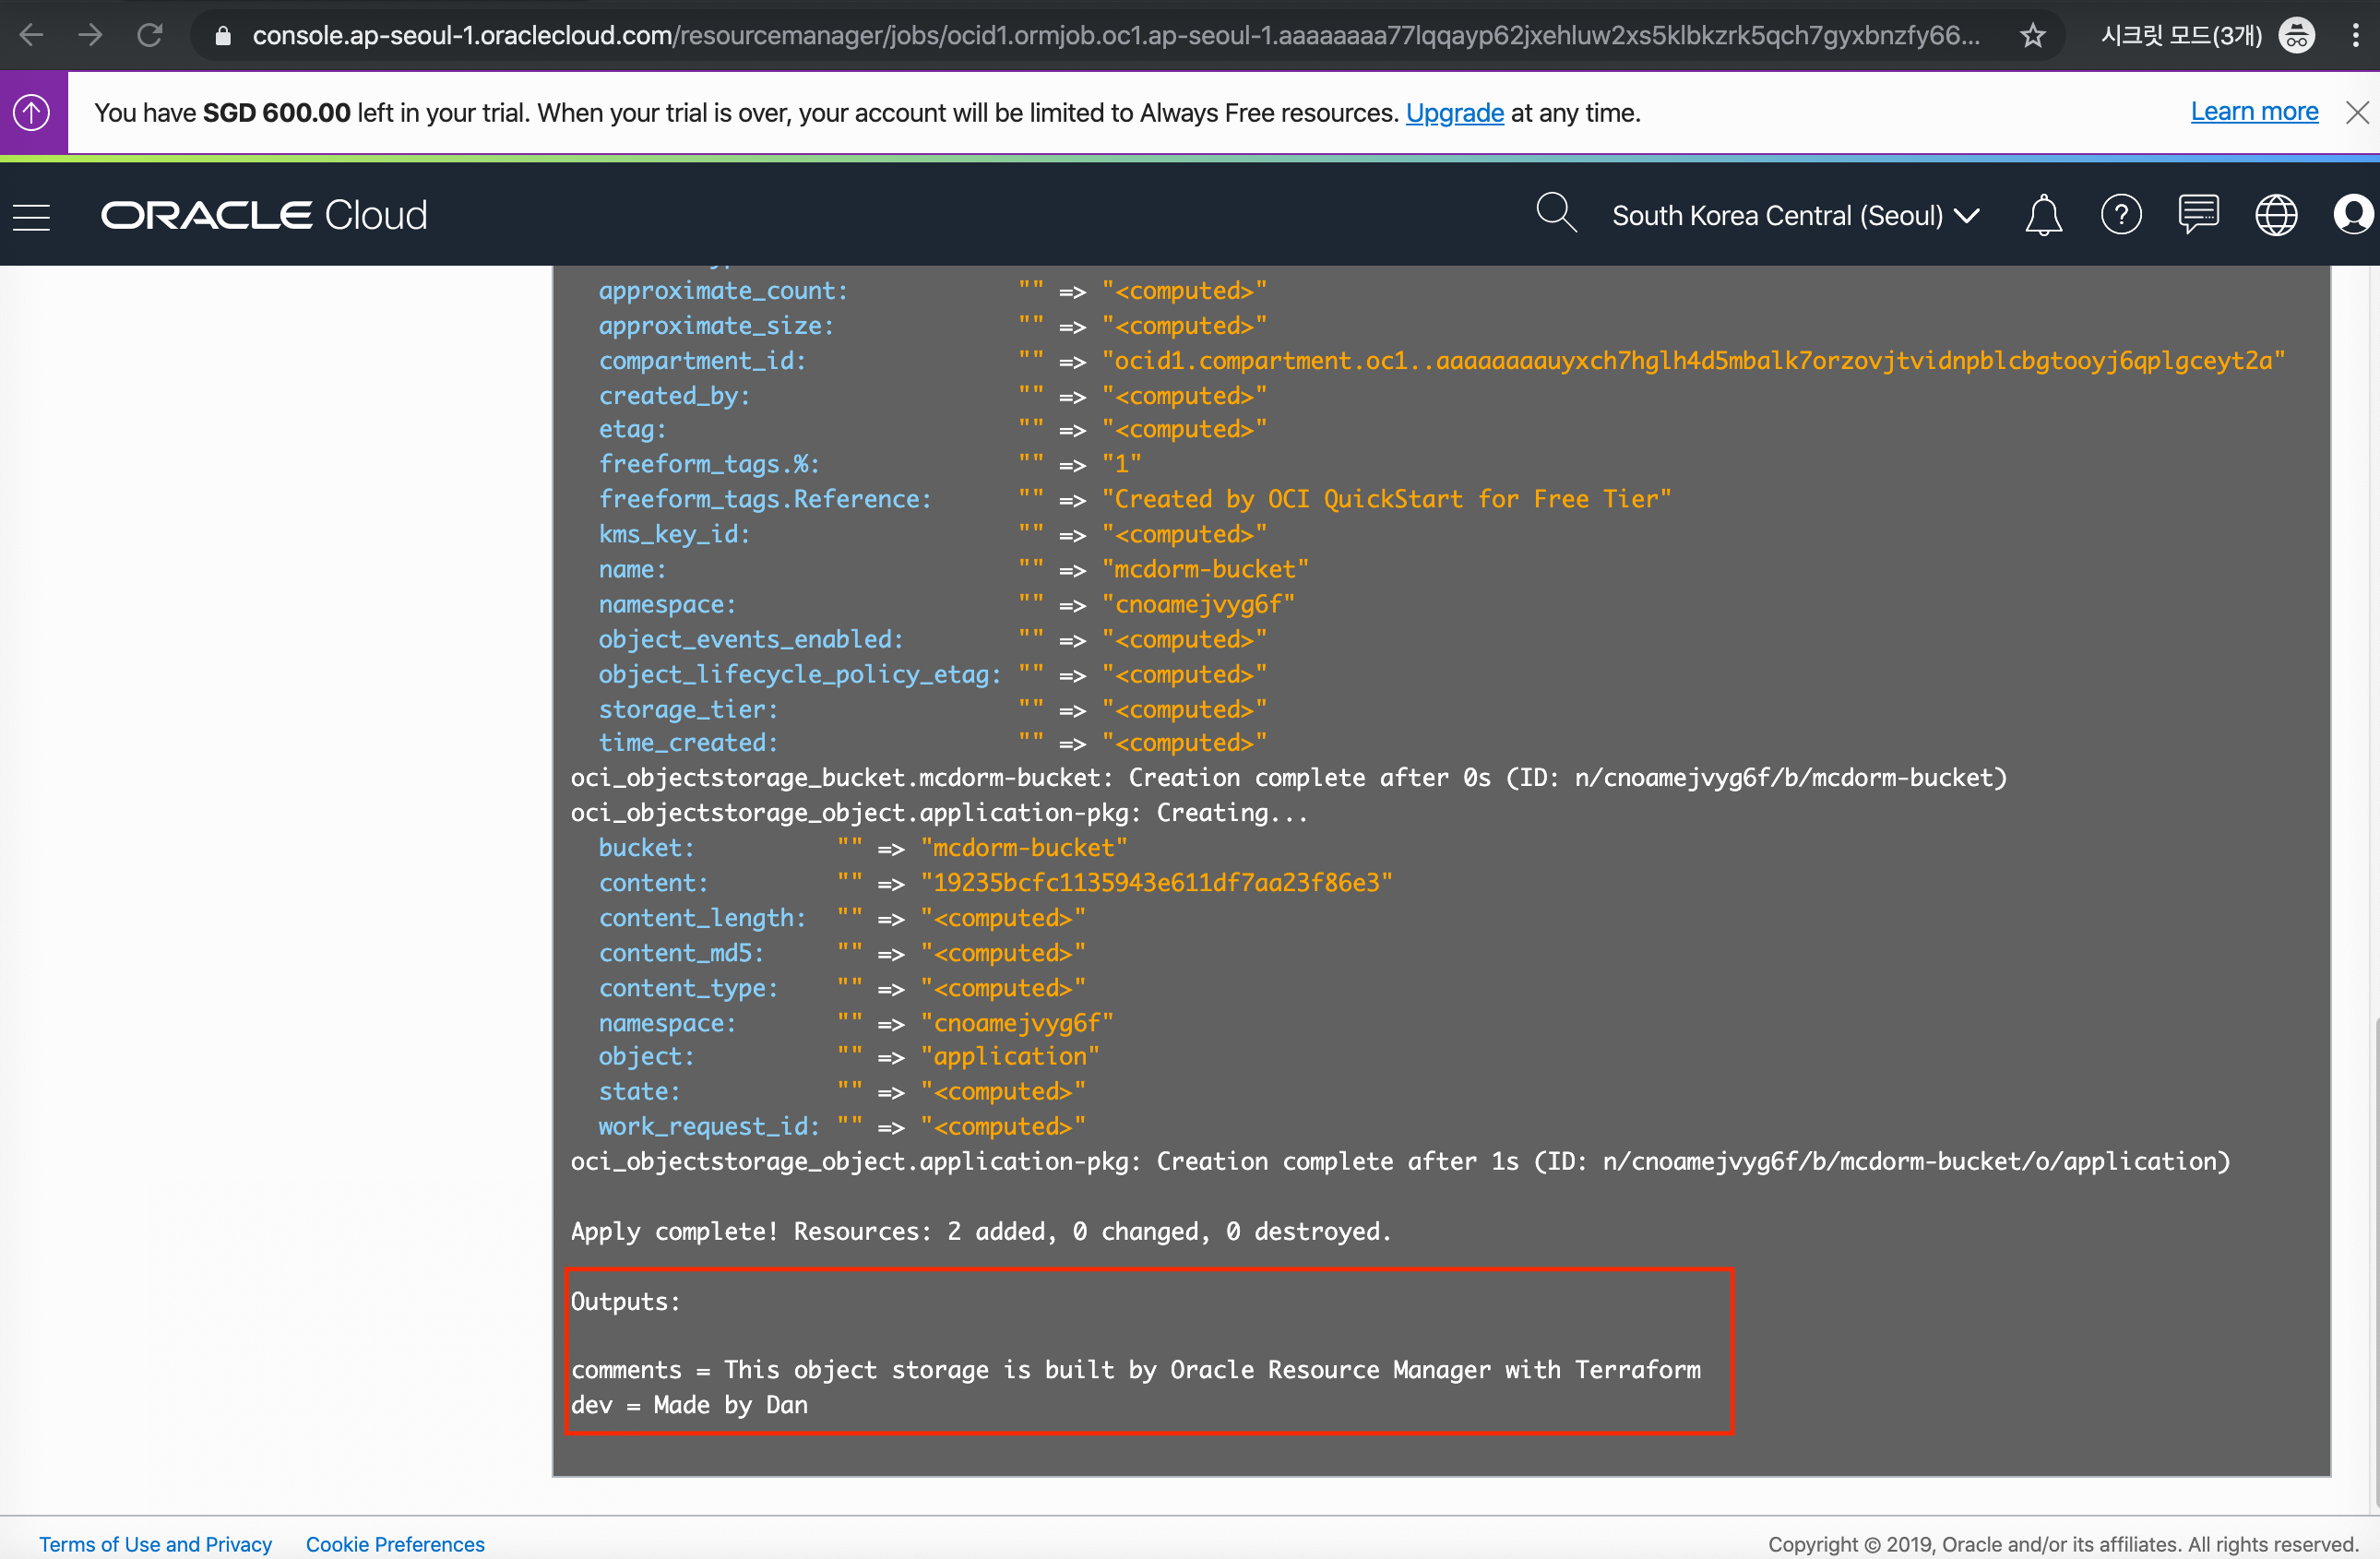 console.ap-seoul-1.oraclecloud.com/resourcemanager/jobs/ocid1.ormjob.oc1.ap-seoul-1.aaaaaaaa77lqqayp62jxehluw2xs5klbkzrk5qch7gyxbnzfy66...
시크릿 모드(3개)
You have SGD 600.00 left in your trial. When your trial is over, your account will be limited to Always Free resources. Upgrade at any time.
Learn more
ORACLE Cloud
South Korea Central (Seoul)
approximate_count: "" => "<computed>"
approximate_size: "" => "<computed>"
compartment_id: "" => "ocid1.compartment.oc1..aaaaaaaauyxch7hglh4d5mbalk7orzovjtvidnpblcbgtooyj6qplgceyt2a"
created_by: "" => "<computed>"
etag: "" => "<computed>"
freeform_tags.%: "" => "1"
freeform_tags.Reference: "" => "Created by OCI QuickStart for Free Tier"
kms_key_id: "" => "<computed>"
name: "" => "mcdorm-bucket"
namespace: "" => "cnoamejvyg6f"
object_events_enabled: "" => "<computed>"
object_lifecycle_policy_etag: "" => "<computed>"
storage_tier: "" => "<computed>"
time_created: "" => "<computed>"
oci_objectstorage_bucket.mcdorm-bucket: Creation complete after 0s (ID: n/cnoamejvyg6f/b/mcdorm-bucket)
oci_objectstorage_object.application-pkg: Creating...
bucket: "" => "mcdorm-bucket"
content: "" => "19235bcfc1135943e611df7aa23f86e3"
content_length: "" => "<computed>"
content_md5: "" => "<computed>"
content_type: "" => "<computed>"
namespace: "" => "cnoamejvyg6f"
object: "" => "application"
state: "" => "<computed>"
work_request_id: "" => "<computed>"
oci_objectstorage_object.application-pkg: Creation complete after 1s (ID: n/cnoamejvyg6f/b/mcdorm-bucket/o/application)
Apply complete! Resources: 2 added, 0 changed, 0 destroyed.
Outputs:
comments = This object storage is built by Oracle Resource Manager with Terraform
dev = Made by Dan
Terms of Use and Privacy
Cookie Preferences
Copyright © 2019, Oracle and/or its affiliates. All rights reserved.